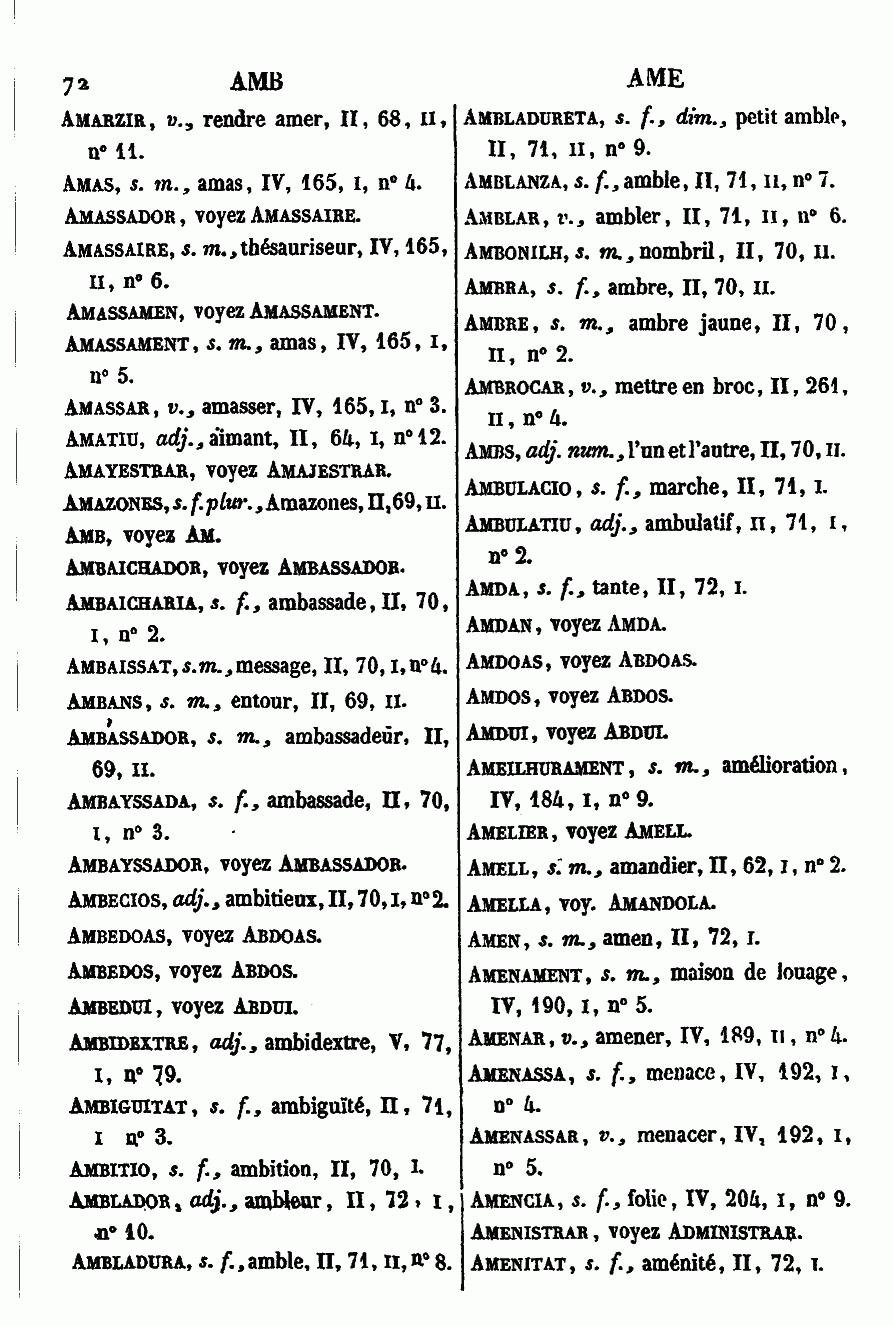 72 AMB AME
AMARZIR, v., rendre amer, II, 68, II,
n° 11.
AMAS, s. m., amas, IV, 165, I, n° 4.
AMASSADOR, voyez AMASSAIRE.
AMASSAIRE, s. m., thésauriseur, IV, 165,
II, n° 6.
AMASSAMEN, voyez AMASSAMENT.
AMASSAMENT, s. m., amas, IV, 165, I,
n° 5.
AMASSAR, v., amasser, IV, 165, I, n° 3.
AMATIU, adj., aimant, II, 64, I, n° 12.
AMAYESTRAR, voyez AMAJESTRAR.
AMAZONES, s. f. plur., Amazones, II, 69, II.
AMB, voyez AM.
AMBAICHADOR, voyez AMBASSADOR.
AMBAICHARIA, s. f., ambassade, II, 70,
I, n° 2.
AMBAISSAT, s. m., message, II, 70, I, n° 4.
AMBANS, s. m., entour, II, 69, II.
AMBASSADOR, s. m., ambassadeur, II,
69, II.
AMBAYSSADA, s. f., ambassade, II, 70,
I, n° 3.
AMBAYSSADOR, voyez AMBASSADOR.
AMBECIOS, adj., ambitieux, II, 70, I, n° 2.
AMBEDOAS, voyez ABDOAS.
AMBEDOS, voyez ABDOS.
AMBEDUI, voyez ABDUI.
AMBIDEXTRE, adj., ambidextre, V, 77,
I, n° 79.
AMBIGUITAT, s. f., ambiguïté, II, 71,
I n° 3.
AMBITIO, s. f., ambition, II, 70, I.
AMBLADOR, adj., ambleur, II, 72, I,
n° 10.
AMBLADURA, s. f., amble, II, 71, II, n° 8.
AMBLADURETA, s. f., dim., petit amble,
II, 71, II, n° 9.
AMBLANZA, s. f., amble, II, 71, II, n° 7.
AMBLAR, v., ambler, II, 71, II, n° 6.
AMBONILH, s. m., nombril, II, 70, II.
AMBRA, s. f., ambre, II, 70, II.
AMBRE, s. m., ambre jaune, II, 70,
II, n° 2.
AMBROCAR, v., mettre en broc, II, 261,
II, n° 4.
AMBS, adj. num., l'un et l'autre, II, 70, II.
AMBULACIO, s. f., marche, II, 71, I.
AMBULATIU, adj., ambulatif, II, 71, I,
n° 2.
AMDA, s. f., tante, II, 72, I.
AMDAN, voyez AMDA.
AMDOAS, voyez ABDOAS.
AMDOS, voyez ABDOS.
AMDUI, voyez ABDUI.
AMEILHURAMENT, s. m., amélioration,
IV, 184, I, n° 9.
AMELIER, voyez AMELL.
AMELL, s. m., amandier, II, 62, I, n° 2.
AMELLA, voy. AMANDOLA.
AMEN, s. m., amen, II, 72, I.
AMENAMENT, s. m., maison de louage,
IV, 190, I, n° 5.
AMENAR, v., amener, IV, 189, II, n° 4.
AMENASSA, s. f., menace, IV, 192, I,
n° 4.
AMENASSAR, v., menacer, IV, 192, I,
n° 5.
AMENCIA, s. f., folie, IV, 204, I, n° 9.
AMENISTRAR, voyez ADMINISTRAR.
AMENITAT, s. f., aménité, II, 72, I.